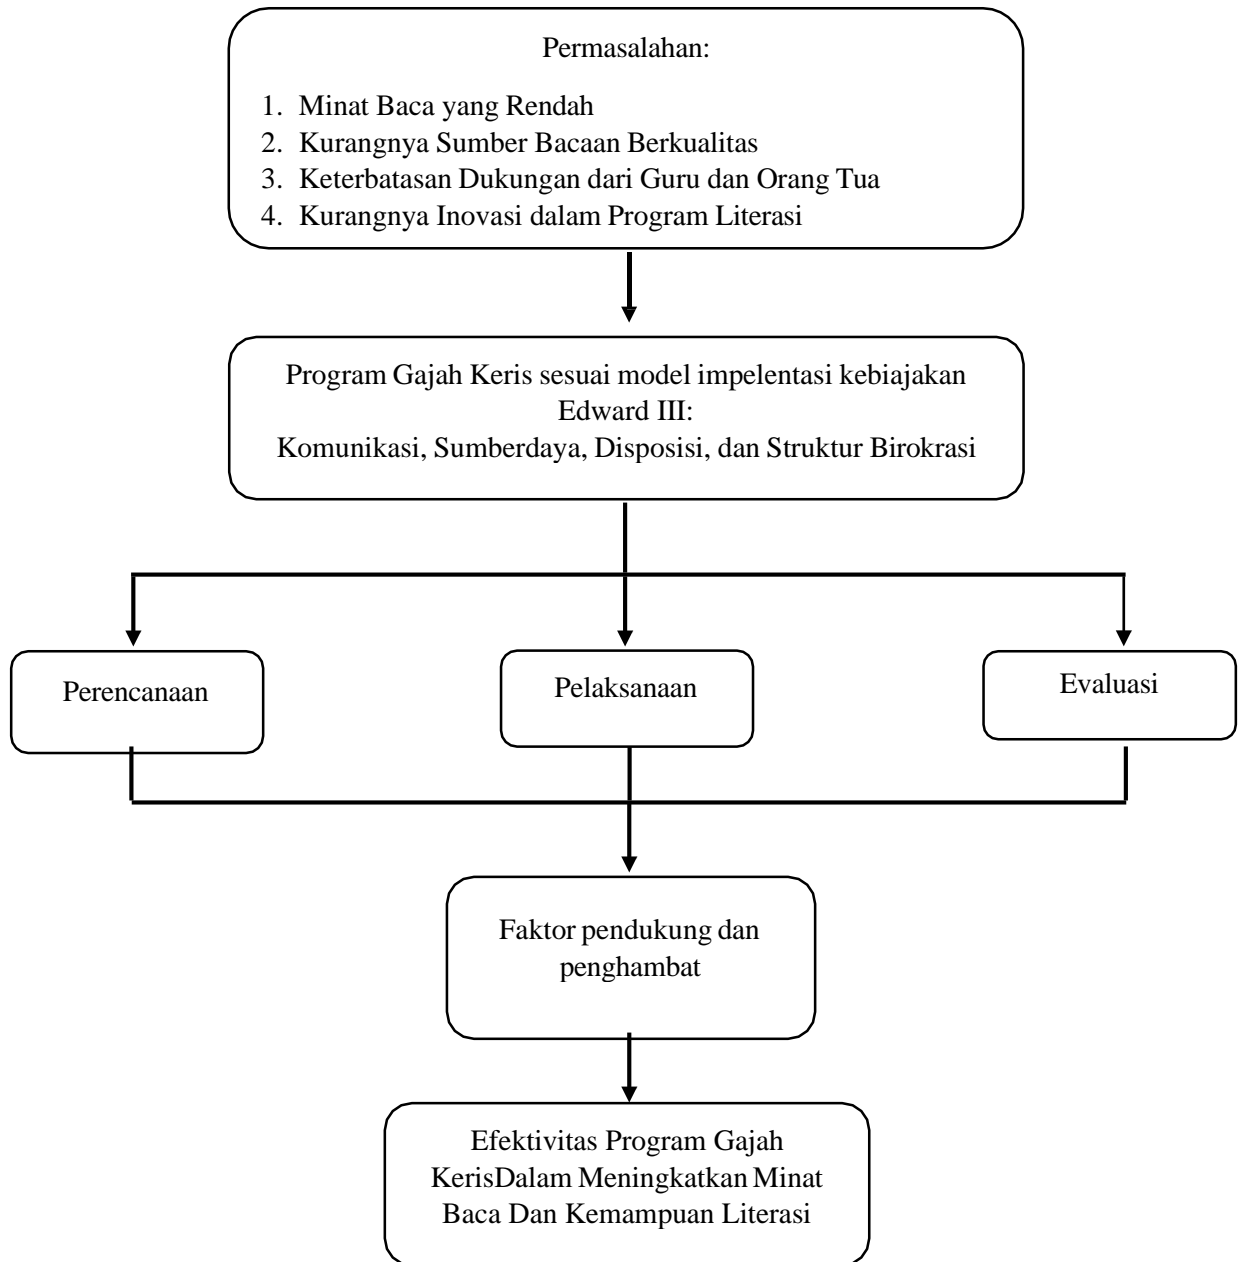 Permasalahan:
1. Minat Baca yang Rendah
2. Kurangnya Sumber Bacaan Berkualitas
3. Keterbatasan Dukungan dari Guru dan Orang Tua
4. Kurangnya Inovasi dalam Program Literasi
Program Gajah Keris sesuai model impelentasi kebiajakan
Edward III:
Komunikasi, Sumberdaya, Disposisi, dan Struktur Birokrasi
Perencanaan
Pelaksanaan
Evaluasi
Faktor pendukung dan
penghambat
Efektivitas Program Gajah
KerisDalam Meningkatkan Minat
Baca Dan Kemampuan Literasi